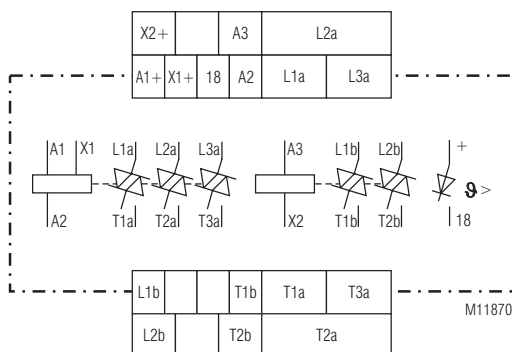 X2+ A3 L2a
A1+ X1+ 18 A2 L1a L3a
A1 X1 L1a L2a L3a A3 L1b L2b +
ϑ>
A2 T1a T2a T3a X2 T1b T2b 18
L1b T1b T1a T3a
M11870
L2b T2b T2a